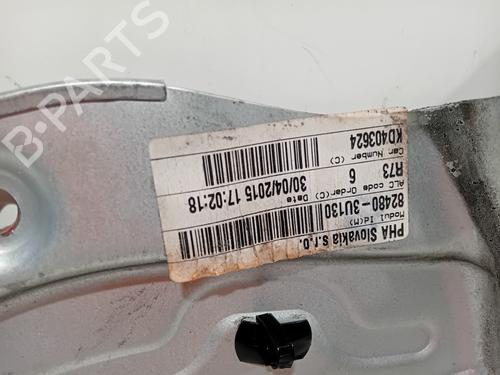 B-PARTS
PHA Slovakia s.r.o.
Modul Id(M)
82480-3U130
ALC code Order(C) Date
R73 6 30/04/2015 17:02:18
Car Number (C)
KD403624